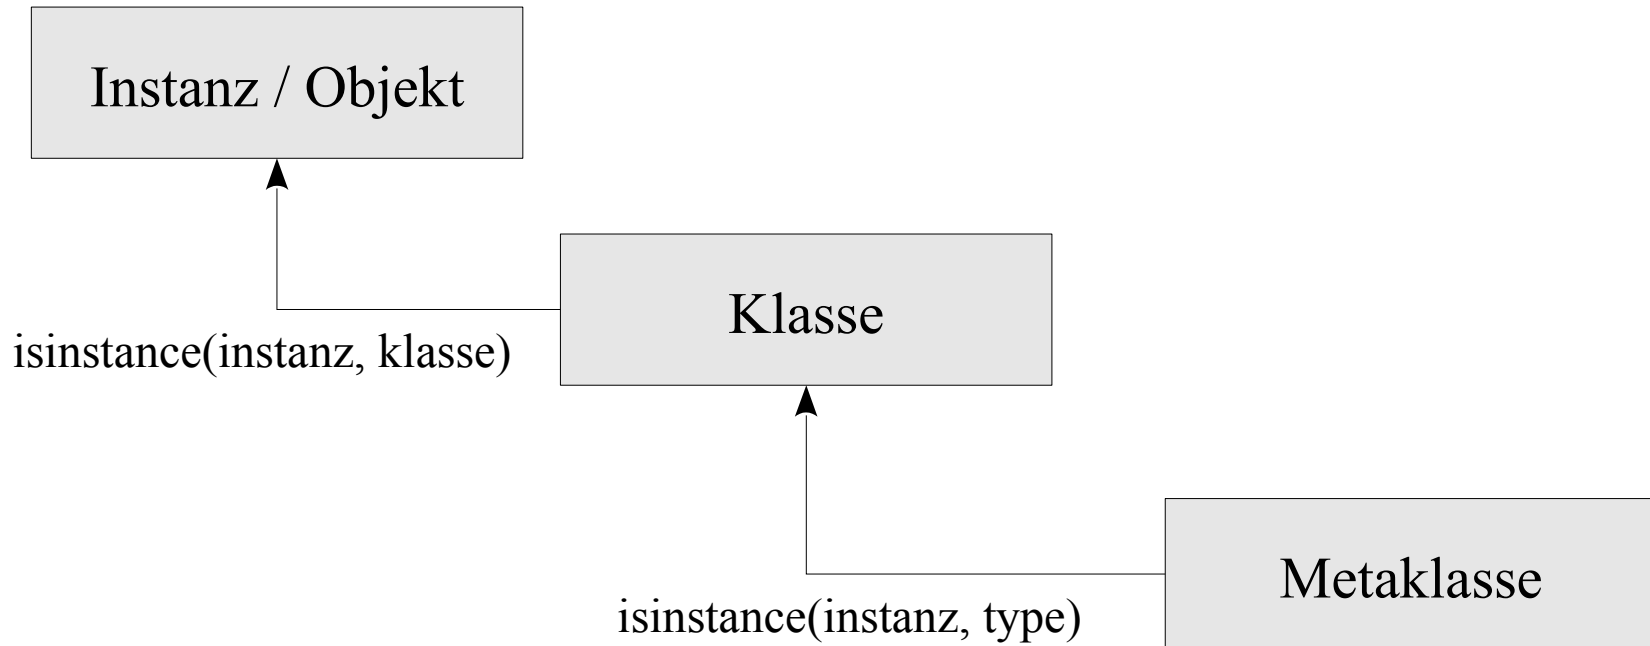 Instanz / Objekt
Klasse
isinstance(instanz, klasse)
Metaklasse
isinstance(instanz, type)